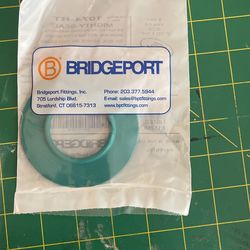 B BRIDGEPORT
Bridgeport Fittings, Inc.
705 Lordship Blvd.
Stratford, CT 06615-7313
Phone: 203.377.5944
E-mail: sales@bptfittings.com
www.bptfittings.com